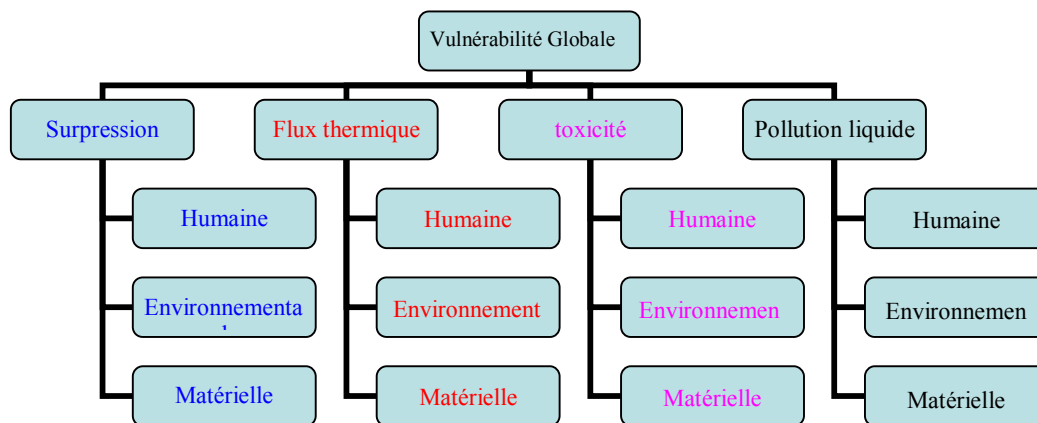 Vulnérabilité Globale
Surpression
Flux thermique
toxicité
Pollution liquide
Humaine
Humaine
Humaine
Humaine
Environnementa
Environnement
Environnemen
Environnemen
Matérielle
Matérielle
Matérielle
Matérielle